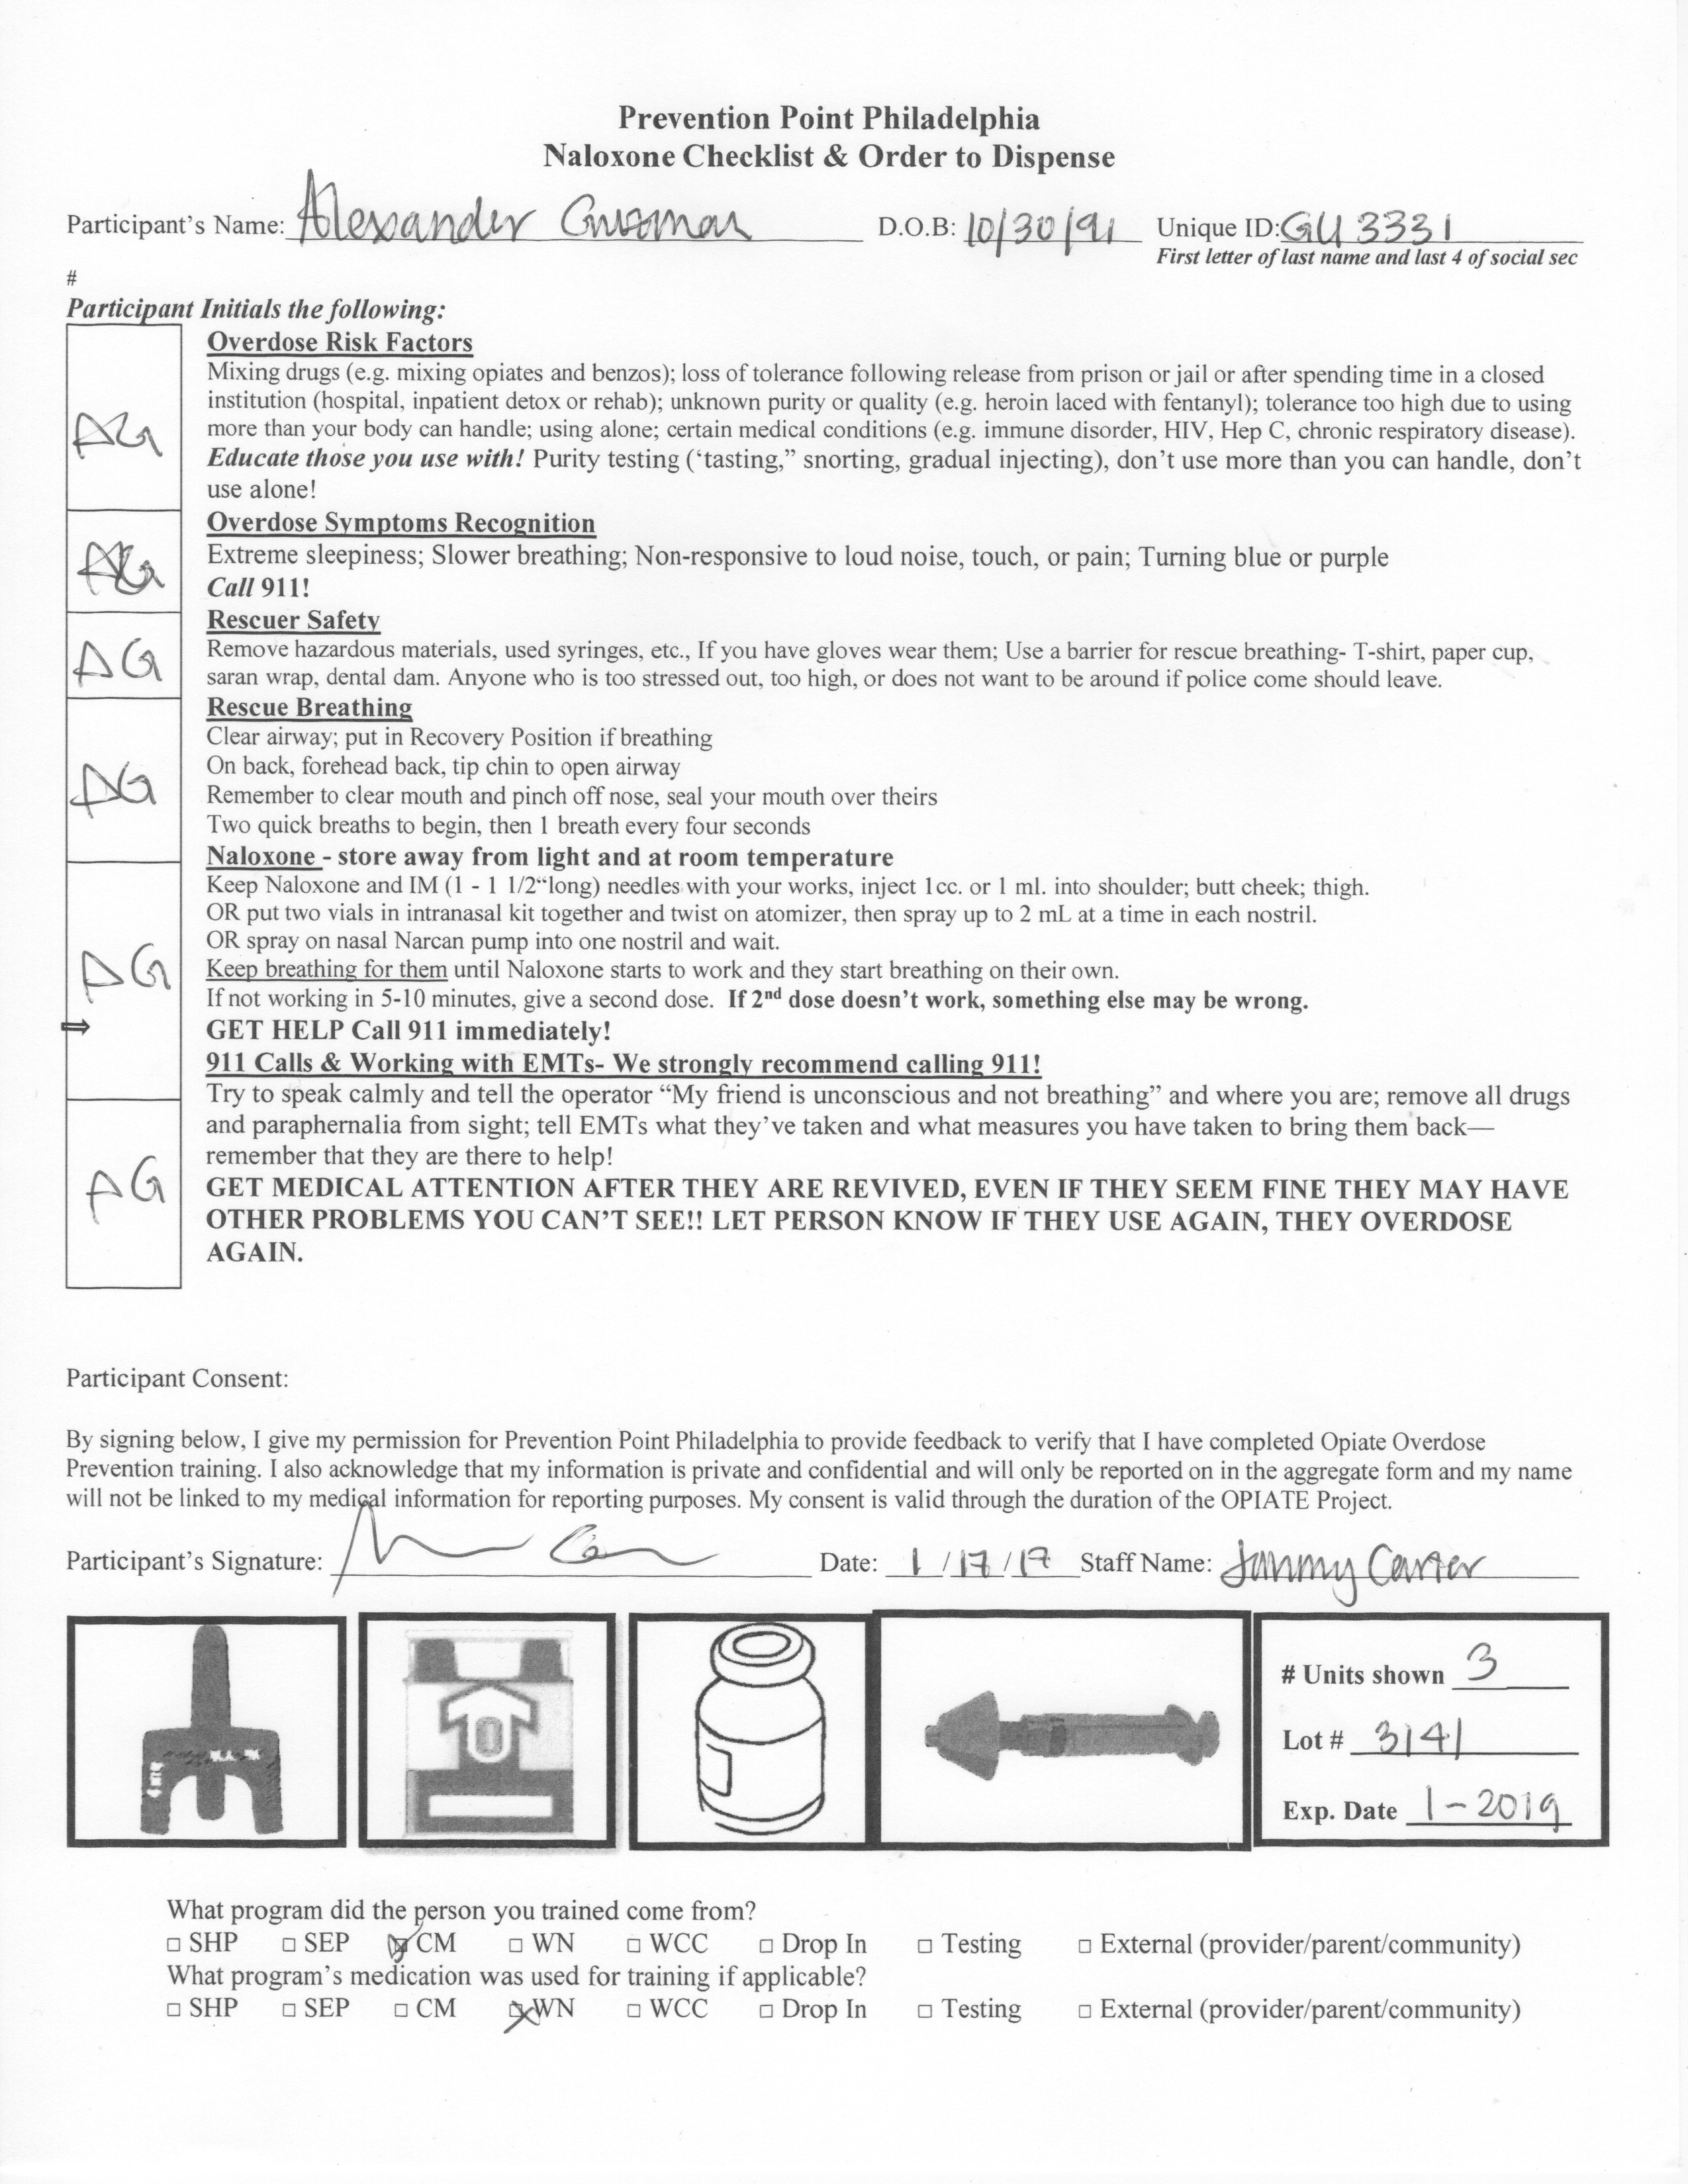 Prevention Point Philadelphia
Naloxone Checklist & Order to Dispense
Participant's Name: Alexander Guzman D.O.B: 10/30/91 Unique ID: GU 3331
First letter of last name and last 4 of social sec
#
Participant Initials the following:
Overdose Risk Factors
Mixing drugs (e.g. mixing opiates and benzos); loss of tolerance following release from prison or jail or after spending time in a closed
institution (hospital, inpatient detox or rehab); unknown purity or quality (e.g. heroin laced with fentanyl); tolerance too high due to using
AG more than your body can handle; using alone; certain medical conditions (e.g. immune disorder, HIV, Hep C, chronic respiratory disease).
Educate those you use with! Purity testing (‘tasting,” snorting, gradual injecting), don’t use more than you can handle, don’t
use alone!
Overdose Symptoms Recognition
AG Extreme sleepiness; Slower breathing; Non-responsive to loud noise, touch, or pain; Turning blue or purple
Call 911!
Rescuer Safety
AG Remove hazardous materials, used syringes, etc., If you have gloves wear them; Use a barrier for rescue breathing- T-shirt, paper cup,
saran wrap, dental dam. Anyone who is too stressed out, too high, or does not want to be around if police come should leave.
Rescue Breathing
Clear airway; put in Recovery Position if breathing
On back, forehead back, tip chin to open airway
AG Remember to clear mouth and pinch off nose, seal your mouth over theirs
Two quick breaths to begin, then 1 breath every four seconds
Naloxone - store away from light and at room temperature
Keep Naloxone and IM (1 - 1 1/2“long) needles with your works, inject 1cc. or 1 ml. into shoulder; butt cheek; thigh.
OR put two vials in intranasal kit together and twist on atomizer, then spray up to 2 mL at a time in each nostril.
OR spray on nasal Narcan pump into one nostril and wait.
AG Keep breathing for them until Naloxone starts to work and they start breathing on their own.
If not working in 5-10 minutes, give a second dose. If 2nd dose doesn’t work, something else may be wrong.
⇒ GET HELP Call 911 immediately!
911 Calls & Working with EMTs- We strongly recommend calling 911!
Try to speak calmly and tell the operator “My friend is unconscious and not breathing” and where you are; remove all drugs
and paraphernalia from sight; tell EMTs what they’ve taken and what measures you have taken to bring them back—
remember that they are there to help!
AG GET MEDICAL ATTENTION AFTER THEY ARE REVIVED, EVEN IF THEY SEEM FINE THEY MAY HAVE
OTHER PROBLEMS YOU CAN’T SEE!! LET PERSON KNOW IF THEY USE AGAIN, THEY OVERDOSE
AGAIN.
Participant Consent:
By signing below, I give my permission for Prevention Point Philadelphia to provide feedback to verify that I have completed Opiate Overdose
Prevention training. I also acknowledge that my information is private and confidential and will only be reported on in the aggregate form and my name
will not be linked to my medical information for reporting purposes. My consent is valid through the duration of the OPIATE Project.
Participant’s Signature: Date: 1/17/17 Staff Name: Carter
# Units shown 3
Lot # 3141
Exp. Date 1-2019
What program did the person you trained come from?
□ SHP □ SEP ☒ CM □ WN □ WCC □ Drop In □ Testing □ External (provider/parent/community)
What program’s medication was used for training if applicable?
□ SHP □ SEP □ CM ☒ WN □ WCC □ Drop In □ Testing □ External (provider/parent/community)